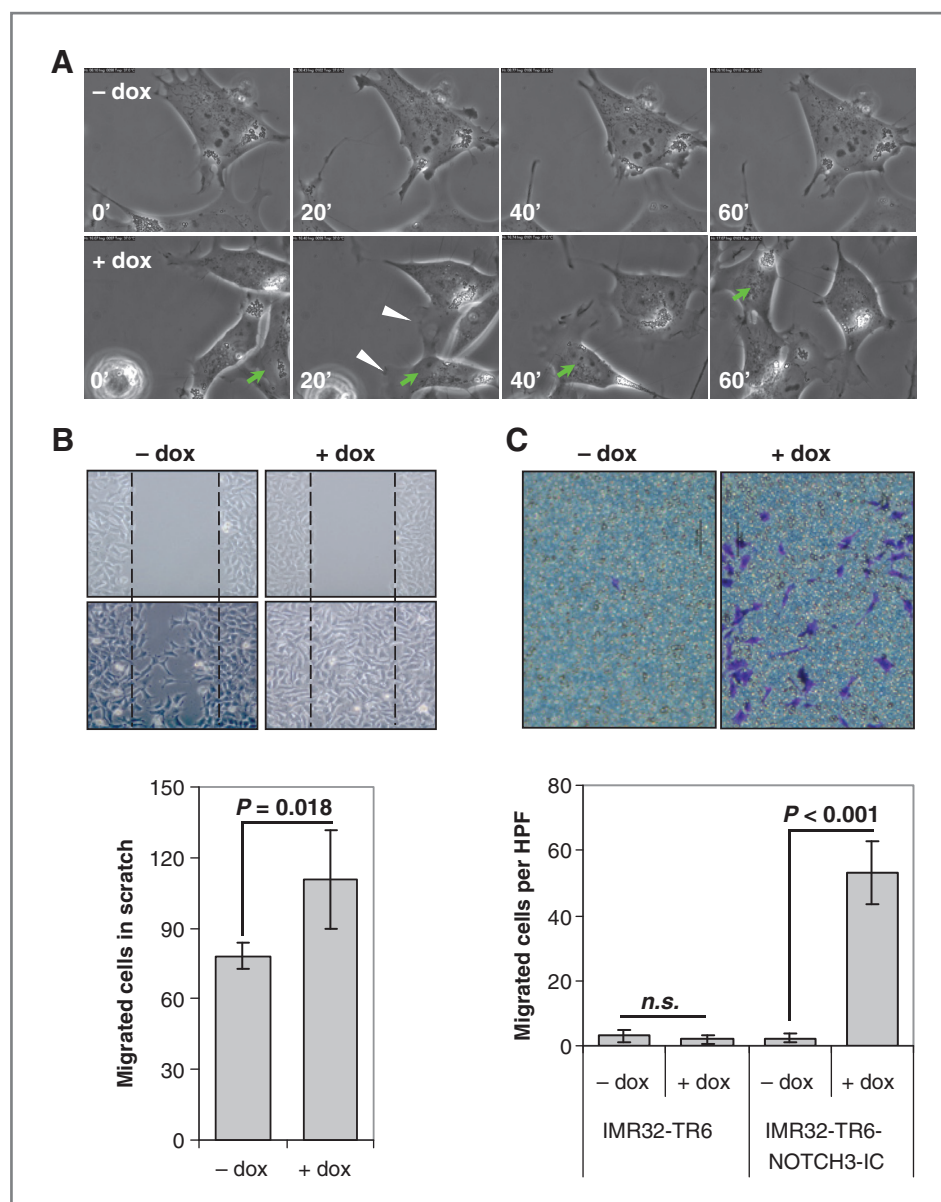 A
– dox
0'
20'
40'
60'
+ dox
0'
20'
40'
60'
B
– dox
+ dox
C
– dox
+ dox
Migrated cells in scratch
150
120
90
60
30
0
P = 0.018
– dox
+ dox
Migrated cells per HPF
80
60
40
20
0
n.s.
P < 0.001
– dox
+ dox
– dox
+ dox
IMR32-TR6
IMR32-TR6-
NOTCH3-IC